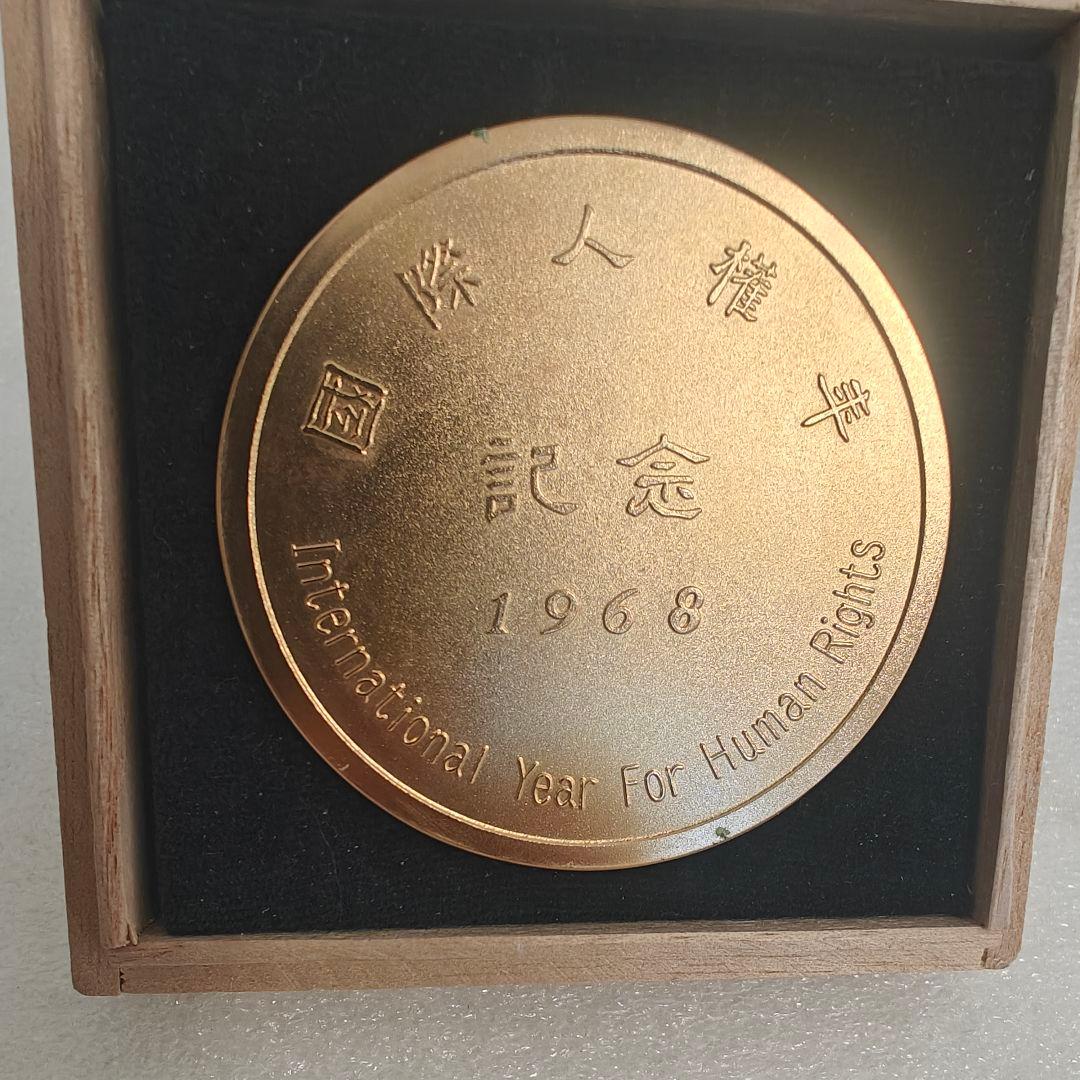 國際人權年
記念
1968
International Year For Human Rights